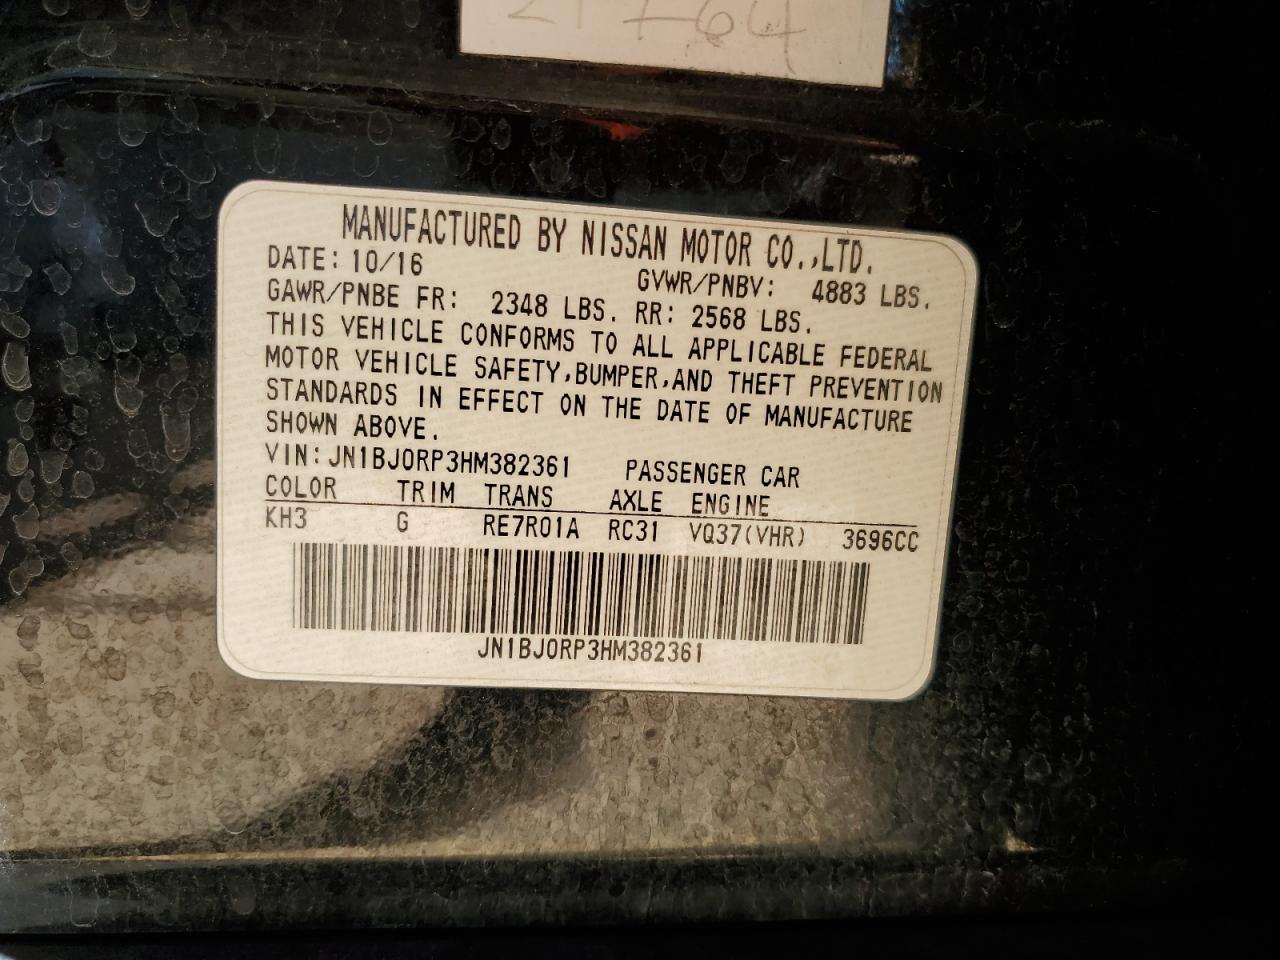 MANUFACTURED BY NISSAN MOTOR CO.,LTD.
DATE: 10/16 GVWR/PNBV: 4883 LBS.
GAWR/PNBE FR: 2348 LBS. RR: 2568 LBS.
THIS VEHICLE CONFORMS TO ALL APPLICABLE FEDERAL
MOTOR VEHICLE SAFETY,BUMPER,AND THEFT PREVENTION
STANDARDS IN EFFECT ON THE DATE OF MANUFACTURE
SHOWN ABOVE.
VIN: JN1BJ0RP3HM382361 PASSENGER CAR
COLOR TRIM TRANS AXLE ENGINE
KH3 G RE7R01A RC31 VQ37(VHR) 3696CC
JN1BJ0RP3HM382361